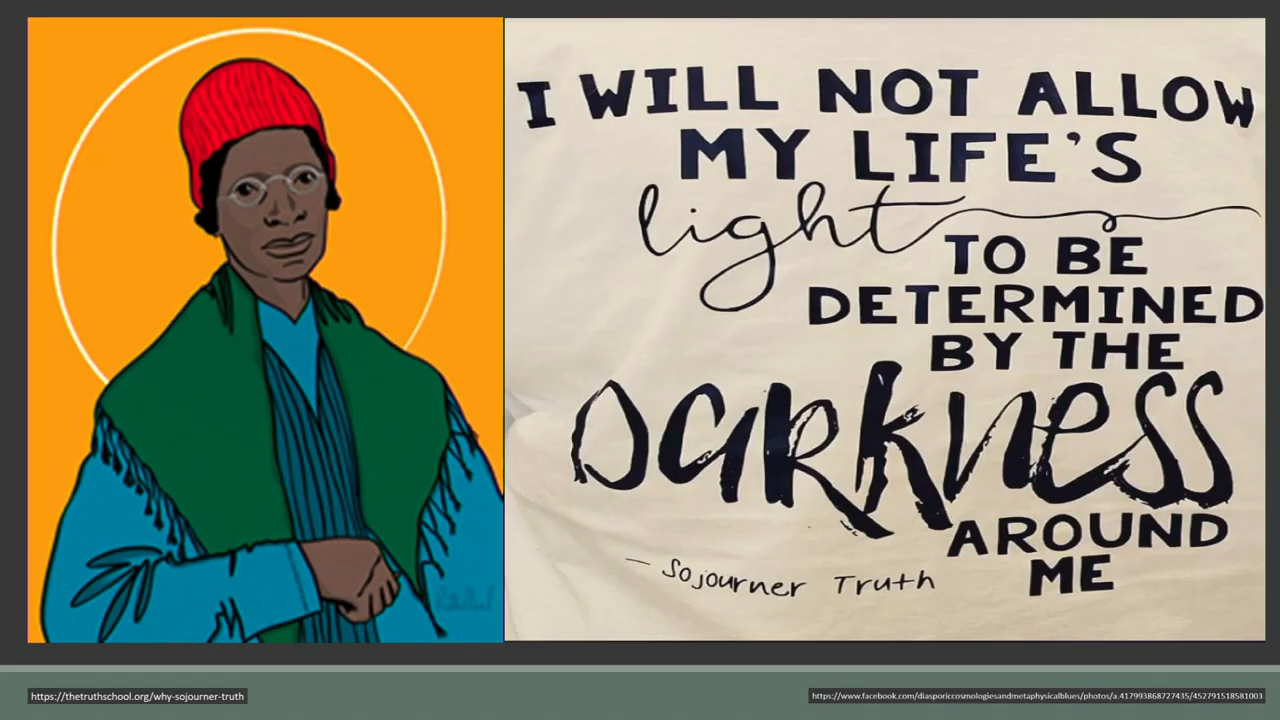 I WILL NOT ALLOW
MY LIFE'S
light
TO BE
DETERMINED
BY THE
DARKNESS
AROUND
ME
— Sojourner Truth
https://thetruthschool.org/why-sojourner-truth
https://www.facebook.com/diasporiccosmologiesandmetaphysicalblues/photos/a.417993868727435/452791518581003